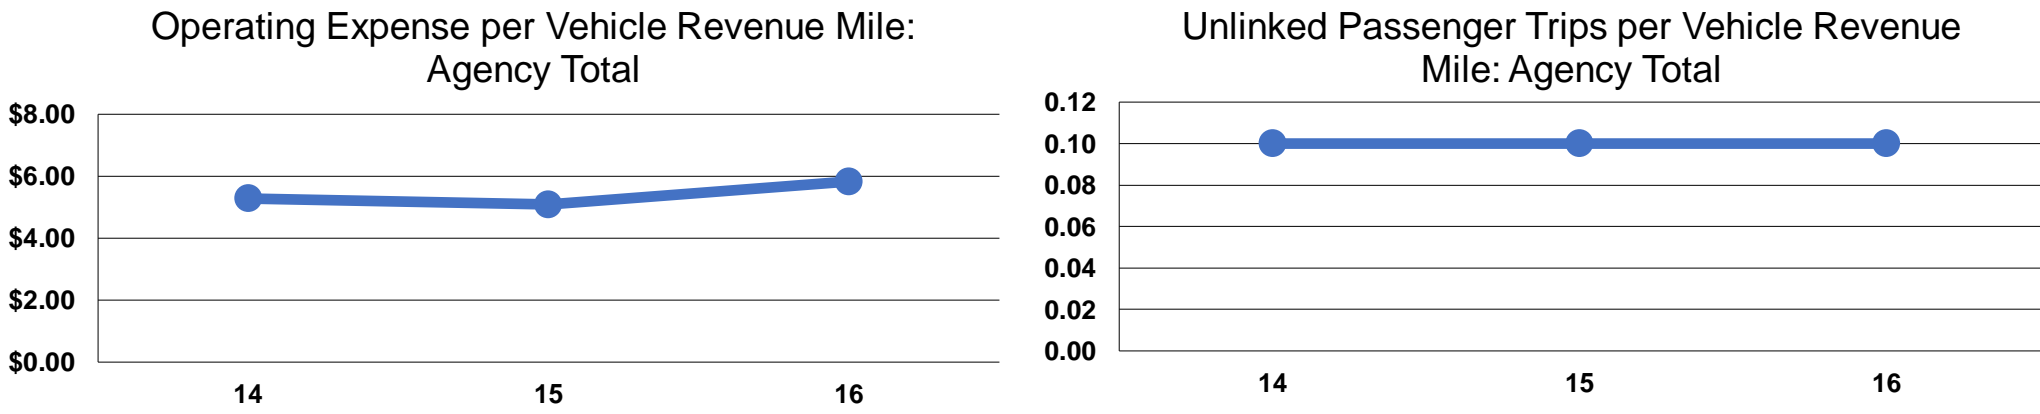 Operating Expense per Vehicle Revenue Mile:
Agency Total
$8.00
$6.00
$4.00
$2.00
$0.00
14 15 16
Unlinked Passenger Trips per Vehicle Revenue
Mile: Agency Total
0.12
0.10
0.08
0.06
0.04
0.02
0.00
14 15 16